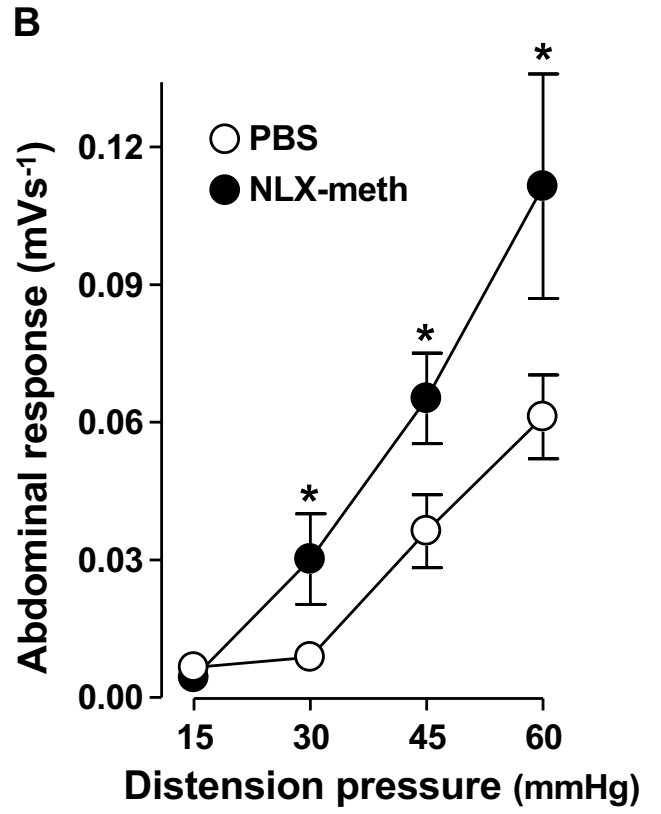 B
*
0.12
PBS
NLX-meth
0.09
*
0.06
*
0.03
0.00
15 30 45 60
Abdominal response (mVs-1)
Distension pressure (mmHg)